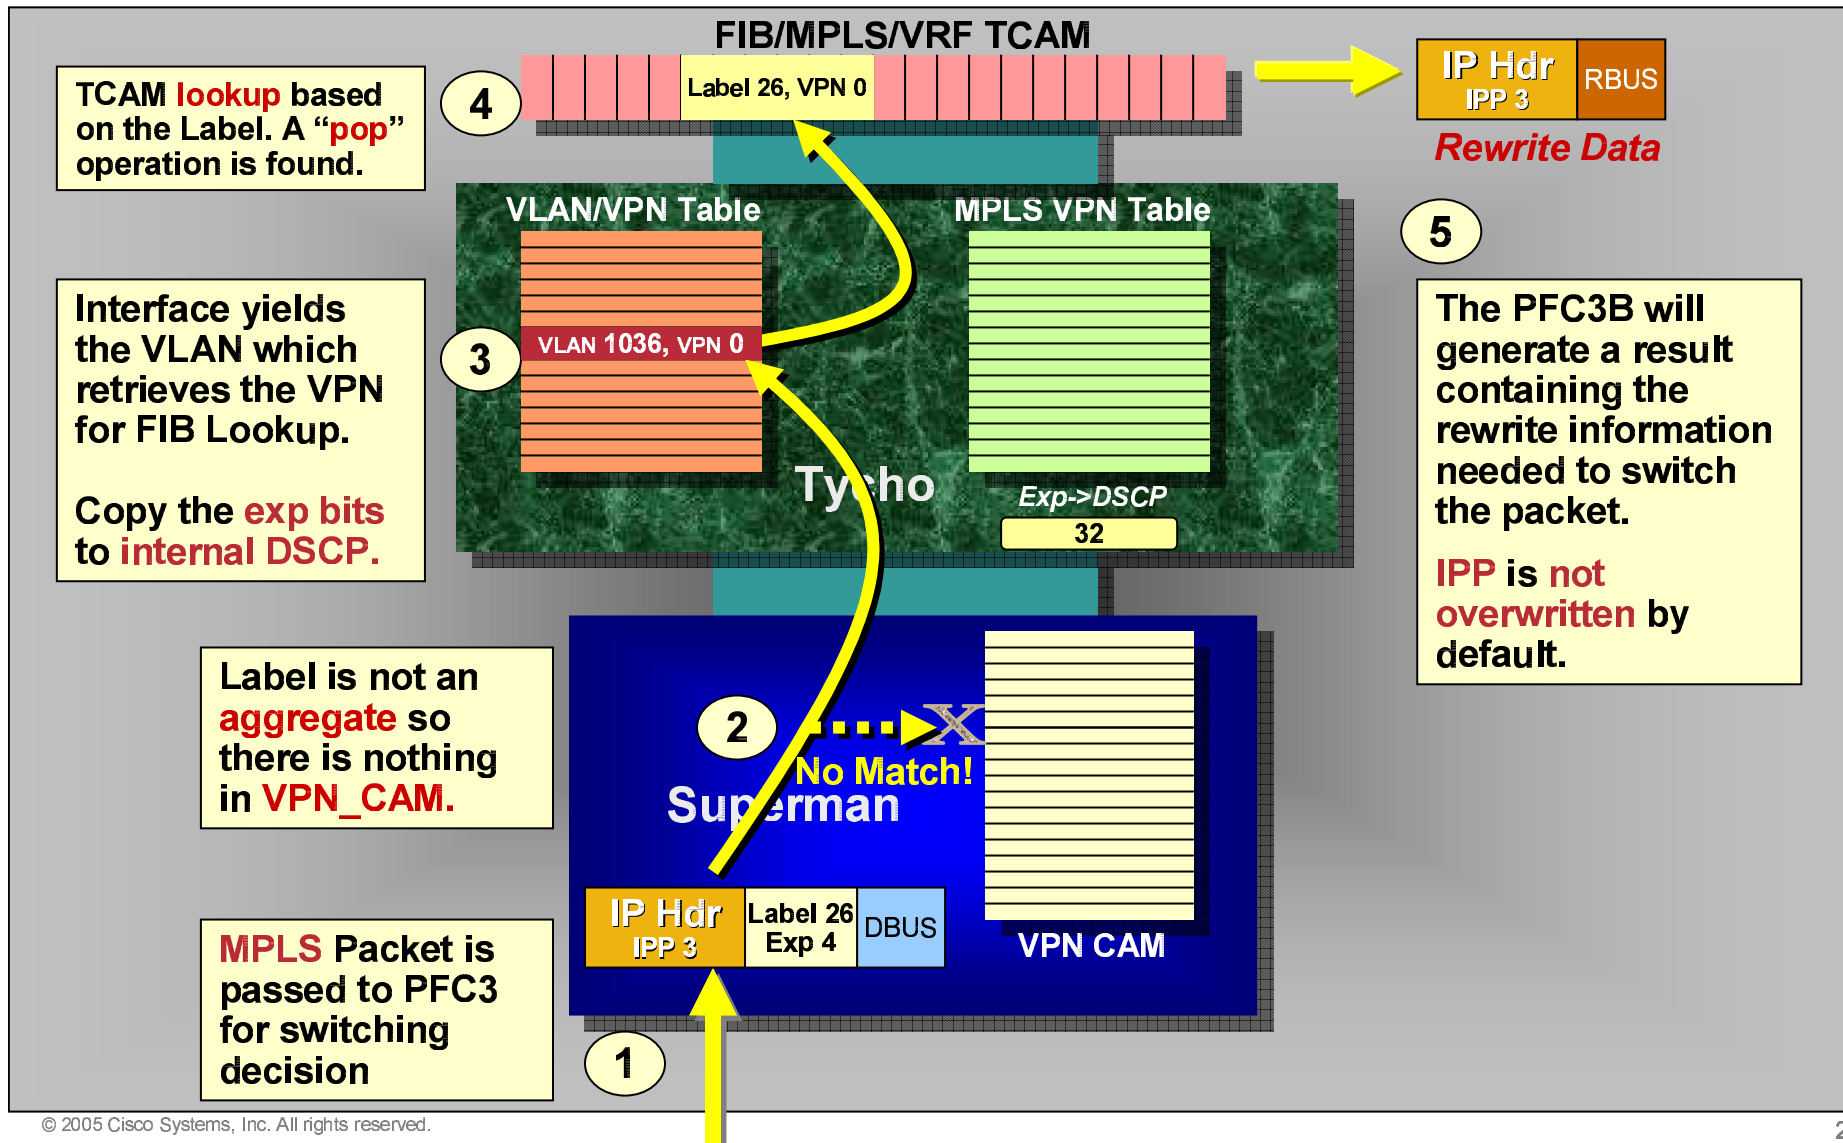 FIB/MPLS/VRF TCAM
TCAM lookup based
on the Label. A “pop”
operation is found.
4
Label 26, VPN 0
IP Hdr
IPP 3
RBUS
Rewrite Data
VLAN/VPN Table
MPLS VPN Table
5
Interface yields
the VLAN which
retrieves the VPN
for FIB Lookup.
Copy the exp bits
to internal DSCP.
3
VLAN 1036, VPN 0
Tycho
Exp->DSCP
32
The PFC3B will
generate a result
containing the
rewrite information
needed to switch
the packet.
IPP is not
overwritten by
default.
Label is not an
aggregate so
there is nothing
in VPN_CAM.
2
X
No Match!
Superman
IP Hdr
IPP 3
Label 26
Exp 4
DBUS
VPN CAM
MPLS Packet is
passed to PFC3
for switching
decision
1
© 2005 Cisco Systems, Inc. All rights reserved.